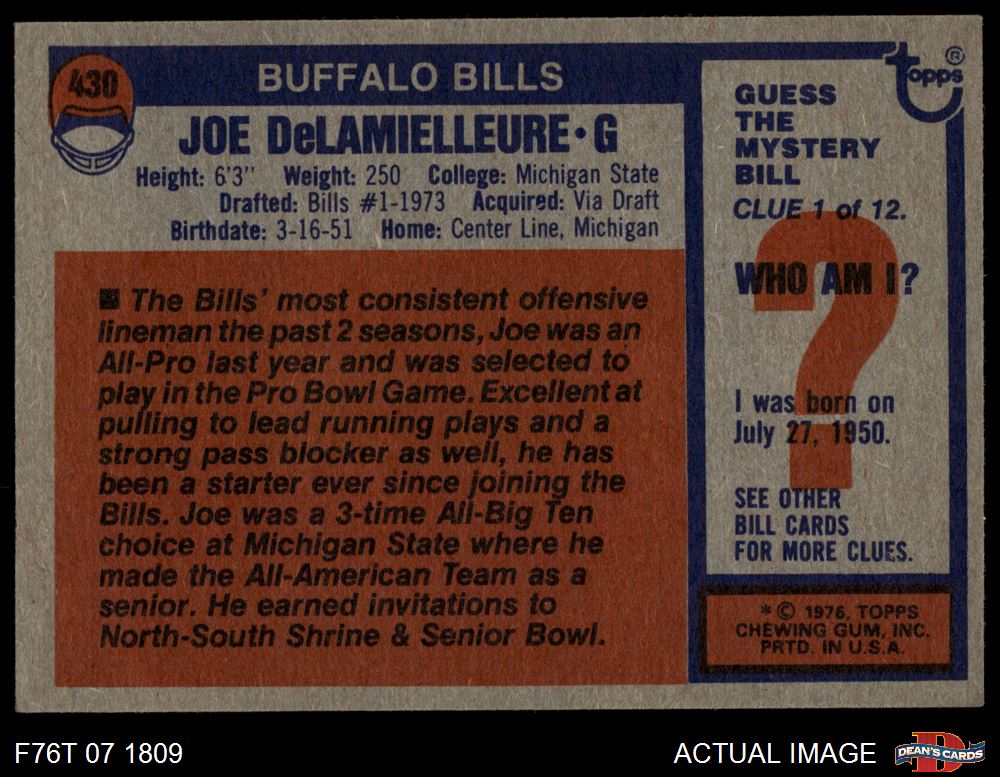 430
BUFFALO BILLS
JOE DeLAMIELLEURE • G
Height: 6'3" Weight: 250 College: Michigan State
Drafted: Bills #1-1973 Acquired: Via Draft
Birthdate: 3-16-51 Home: Center Line, Michigan
■ The Bills' most consistent offensive
lineman the past 2 seasons, Joe was an
All-Pro last year and was selected to
play in the Pro Bowl Game. Excellent at
pulling to lead running plays and a
strong pass blocker as well, he has
been a starter ever since joining the
Bills. Joe was a 3-time All-Big Ten
choice at Michigan State where he
made the All-American Team as a
senior. He earned invitations to
North-South Shrine & Senior Bowl.
Topps ®
GUESS
THE
MYSTERY
BILL
CLUE 1 of 12.
?
WHO AM I?
I was born on
July 27, 1950.
SEE OTHER
BILL CARDS
FOR MORE CLUES.
* © 1976, TOPPS
CHEWING GUM, INC.
PRTD. IN U.S.A.
F76T 07 1809
ACTUAL IMAGE
D
DEAN'S CARDS